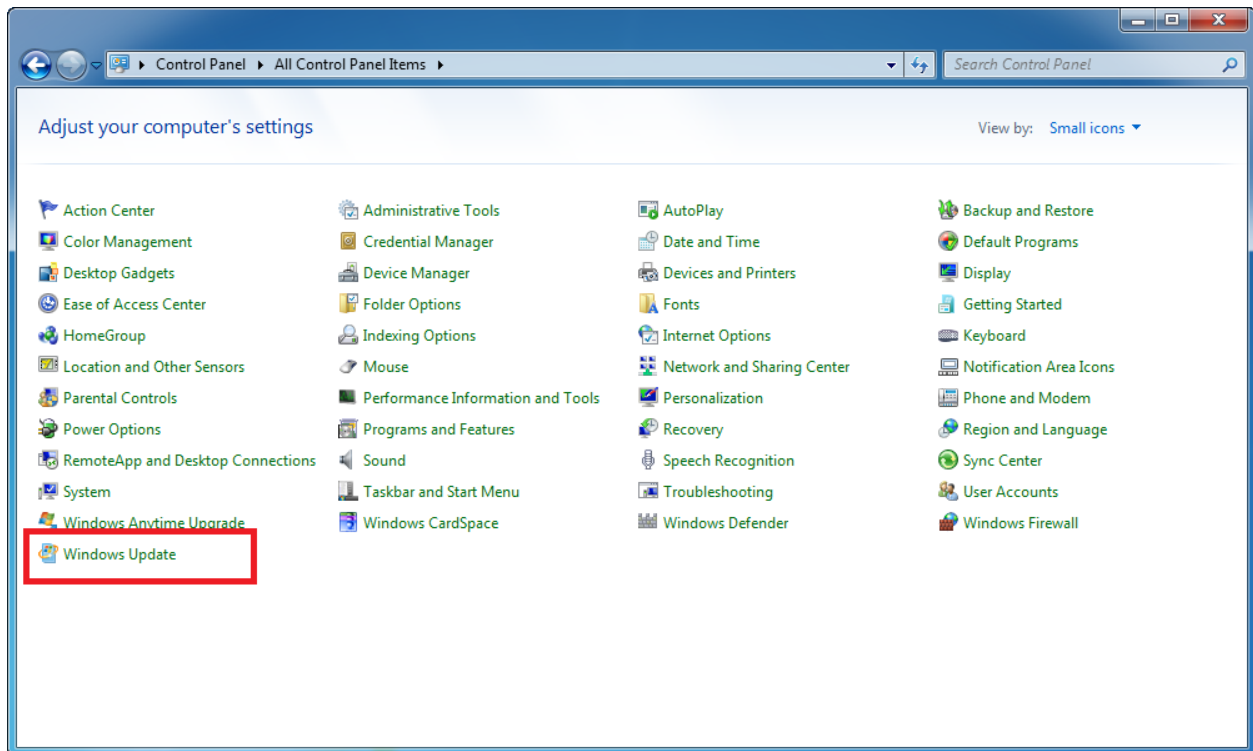 Control Panel All Control Panel Items Search Control Panel
Adjust your computer's settings View by: Small icons
Action Center Administrative Tools AutoPlay Backup and Restore
Color Management Credential Manager Date and Time Default Programs
Desktop Gadgets Device Manager Devices and Printers Display
Ease of Access Center Folder Options Fonts Getting Started
HomeGroup Indexing Options Internet Options Keyboard
Location and Other Sensors Mouse Network and Sharing Center Notification Area Icons
Parental Controls Performance Information and Tools Personalization Phone and Modem
Power Options Programs and Features Recovery Region and Language
RemoteApp and Desktop Connections Sound Speech Recognition Sync Center
System Taskbar and Start Menu Troubleshooting User Accounts
Windows Anytime Upgrade Windows CardSpace Windows Defender Windows Firewall
Windows Update